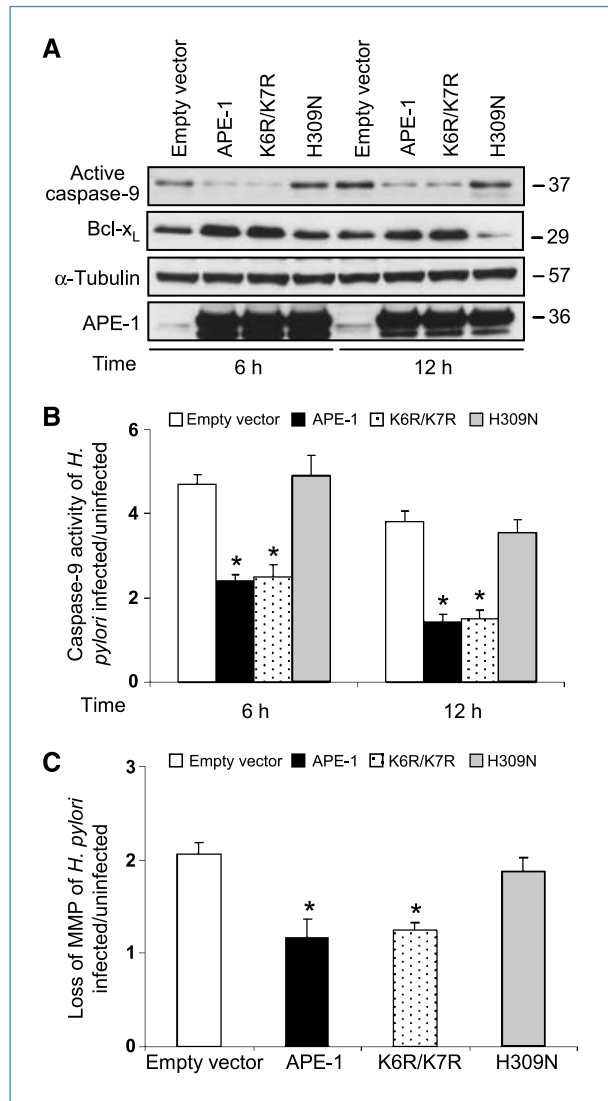 A
Empty vector
APE-1
K6R/K7R
H309N
Empty vector
APE-1
K6R/K7R
H309N
Active
caspase-9
– 37
Bcl-xL
– 29
α-Tubulin
– 57
APE-1
– 36
Time
6 h
12 h
B
Empty vector APE-1 K6R/K7R H309N
Caspase-9 activity of H.
pylori infected/uninfected
6
4
2
0
* * * *
Time
6 h
12 h
C
Empty vector APE-1 K6R/K7R H309N
Loss of MMP of H. pylori
infected/uninfected
3
2
1
0
* *
Empty vector APE-1 K6R/K7R H309N